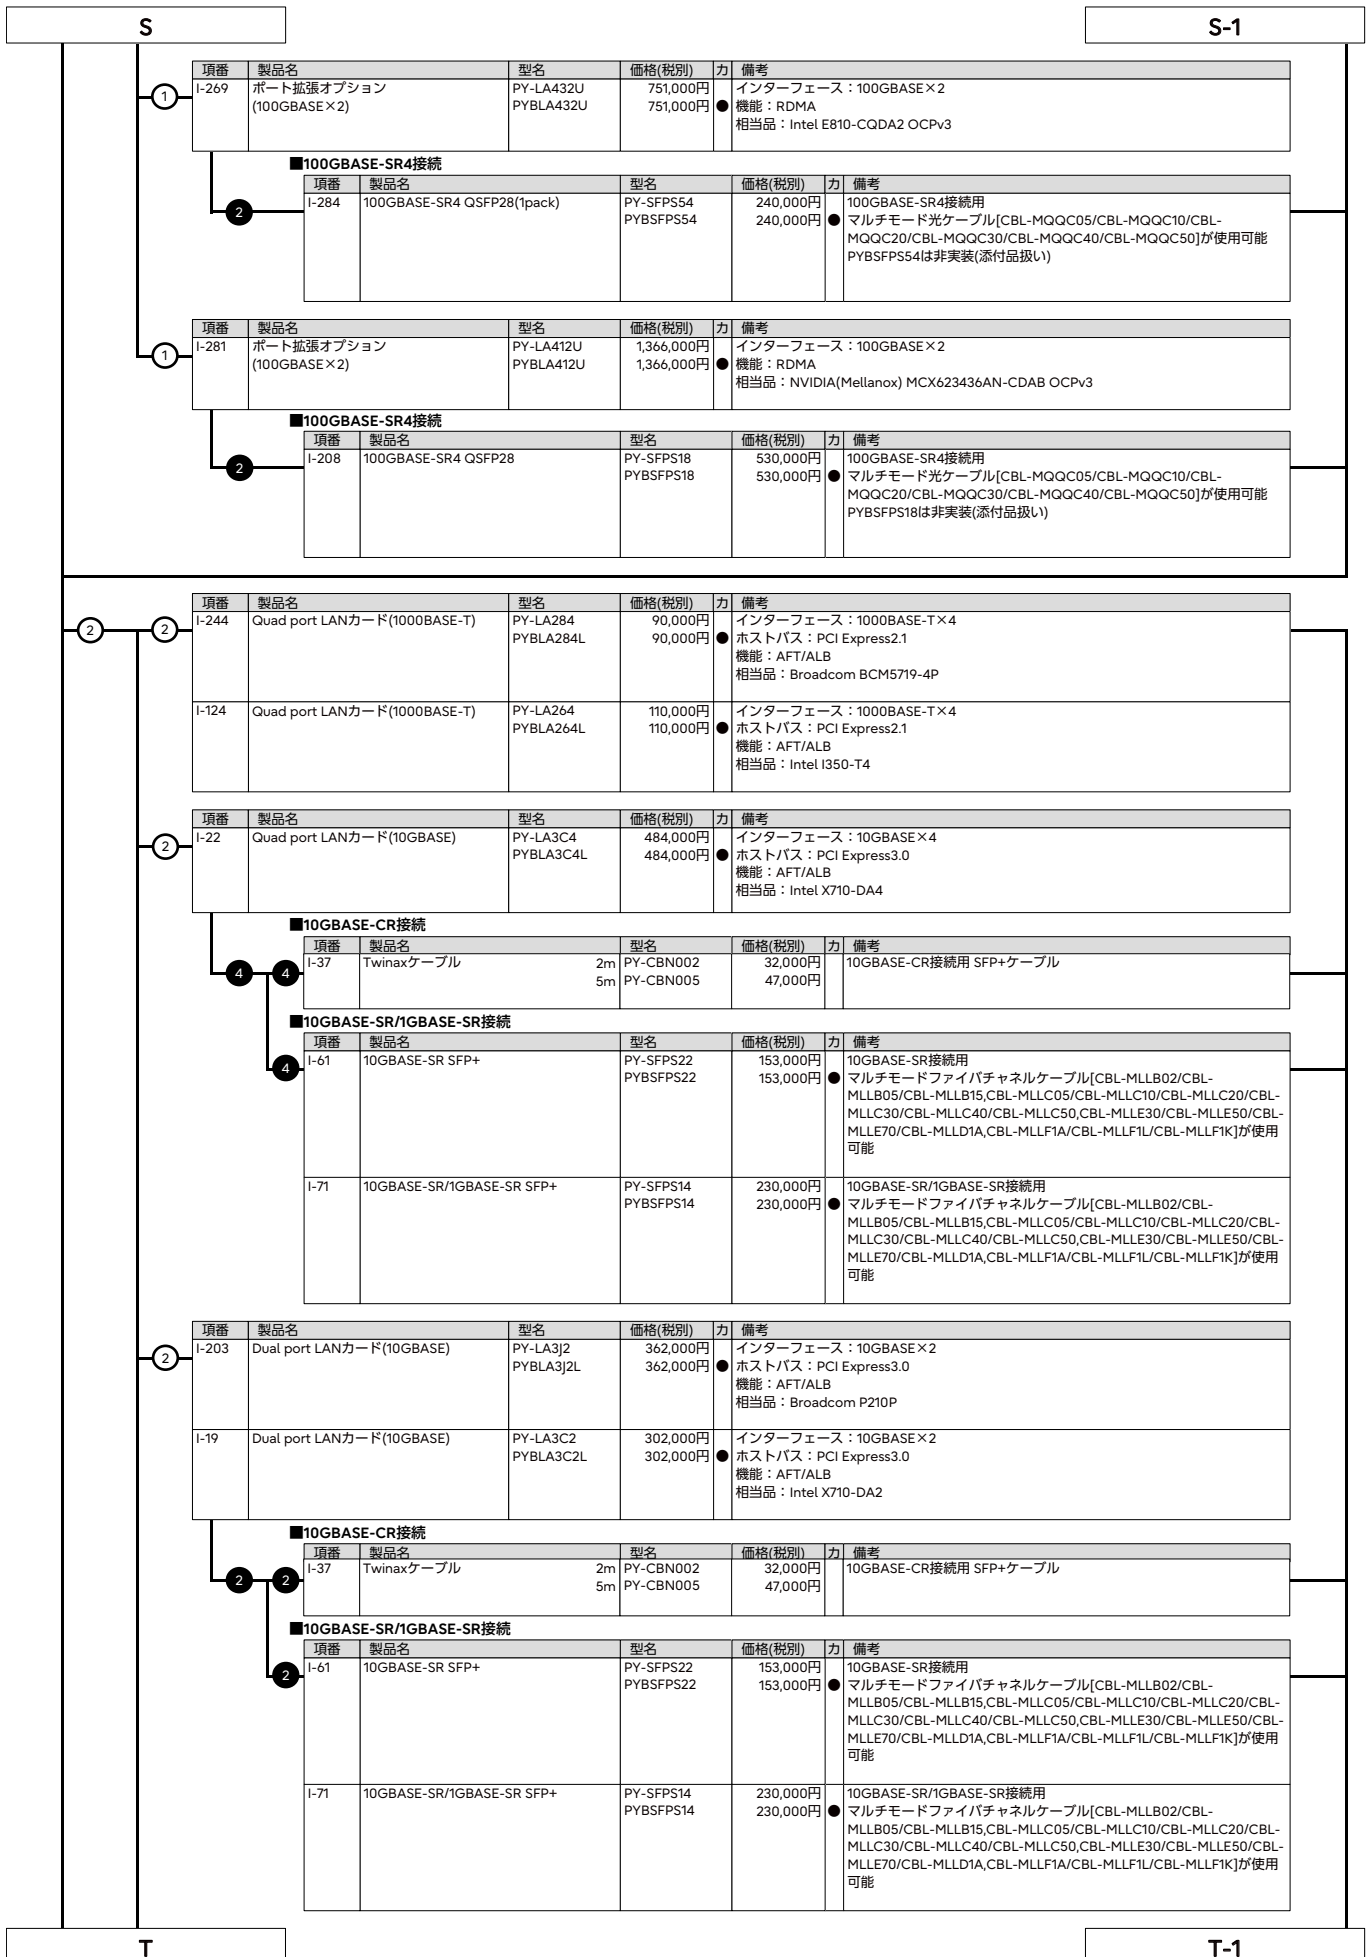 S
S-1
項番 製品名 型名 価格(税別) カ 備考
1 I-269 ポート拡張オプション PY-LA432U 751,000円 インターフェース：100GBASE×2
(100GBASE×2) PYBLA432U 751,000円 ● 機能：RDMA
相当品：Intel E810-CQDA2 OCPv3
■100GBASE-SR4接続
項番 製品名 型名 価格(税別) カ 備考
2 I-284 100GBASE-SR4 QSFP28(1pack) PY-SFPS54 240,000円 100GBASE-SR4接続用
PYBSFPS54 240,000円 ● マルチモード光ケーブル[CBL-MQQC05/CBL-MQQC10/CBL-
MQQC20/CBL-MQQC30/CBL-MQQC40/CBL-MQQC50]が使用可能
PYBSFPS54は非実装(添付品扱い)
項番 製品名 型名 価格(税別) カ 備考
1 I-281 ポート拡張オプション PY-LA412U 1,366,000円 インターフェース：100GBASE×2
(100GBASE×2) PYBLA412U 1,366,000円 ● 機能：RDMA
相当品：NVIDIA(Mellanox) MCX623436AN-CDAB OCPv3
■100GBASE-SR4接続
項番 製品名 型名 価格(税別) カ 備考
2 I-208 100GBASE-SR4 QSFP28 PY-SFPS18 530,000円 100GBASE-SR4接続用
PYBSFPS18 530,000円 ● マルチモード光ケーブル[CBL-MQQC05/CBL-MQQC10/CBL-
MQQC20/CBL-MQQC30/CBL-MQQC40/CBL-MQQC50]が使用可能
PYBSFPS18は非実装(添付品扱い)
項番 製品名 型名 価格(税別) カ 備考
2 2 I-244 Quad port LANカード(1000BASE-T) PY-LA284 90,000円 インターフェース：1000BASE-T×4
PYBLA284L 90,000円 ● ホストバス：PCI Express2.1
機能：AFT/ALB
相当品：Broadcom BCM5719-4P
I-124 Quad port LANカード(1000BASE-T) PY-LA264 110,000円 インターフェース：1000BASE-T×4
PYBLA264L 110,000円 ● ホストバス：PCI Express2.1
機能：AFT/ALB
相当品：Intel I350-T4
項番 製品名 型名 価格(税別) カ 備考
2 I-22 Quad port LANカード(10GBASE) PY-LA3C4 484,000円 インターフェース：10GBASE×4
PYBLA3C4L 484,000円 ● ホストバス：PCI Express3.0
機能：AFT/ALB
相当品：Intel X710-DA4
■10GBASE-CR接続
項番 製品名 型名 価格(税別) カ 備考
4 4 I-37 Twinaxケーブル 2m PY-CBN002 32,000円 10GBASE-CR接続用 SFP+ケーブル
5m PY-CBN005 47,000円
■10GBASE-SR/1GBASE-SR接続
項番 製品名 型名 価格(税別) カ 備考
4 I-61 10GBASE-SR SFP+ PY-SFPS22 153,000円 10GBASE-SR接続用
PYBSFPS22 153,000円 ● マルチモードファイバチャネルケーブル[CBL-MLLB02/CBL-
MLLB05/CBL-MLLB15,CBL-MLLC05/CBL-MLLC10/CBL-MLLC20/CBL-
MLLC30/CBL-MLLC40/CBL-MLLC50,CBL-MLLE30/CBL-MLLE50/CBL-
MLLE70/CBL-MLLD1A,CBL-MLLF1A/CBL-MLLF1L/CBL-MLLF1K]が使用
可能
I-71 10GBASE-SR/1GBASE-SR SFP+ PY-SFPS14 230,000円 10GBASE-SR/1GBASE-SR接続用
PYBSFPS14 230,000円 ● マルチモードファイバチャネルケーブル[CBL-MLLB02/CBL-
MLLB05/CBL-MLLB15,CBL-MLLC05/CBL-MLLC10/CBL-MLLC20/CBL-
MLLC30/CBL-MLLC40/CBL-MLLC50,CBL-MLLE30/CBL-MLLE50/CBL-
MLLE70/CBL-MLLD1A,CBL-MLLF1A/CBL-MLLF1L/CBL-MLLF1K]が使用
可能
項番 製品名 型名 価格(税別) カ 備考
2 I-203 Dual port LANカード(10GBASE) PY-LA3J2 362,000円 インターフェース：10GBASE×2
PYBLA3J2L 362,000円 ● ホストバス：PCI Express3.0
機能：AFT/ALB
相当品：Broadcom P210P
I-19 Dual port LANカード(10GBASE) PY-LA3C2 302,000円 インターフェース：10GBASE×2
PYBLA3C2L 302,000円 ● ホストバス：PCI Express3.0
機能：AFT/ALB
相当品：Intel X710-DA2
■10GBASE-CR接続
項番 製品名 型名 価格(税別) カ 備考
2 2 I-37 Twinaxケーブル 2m PY-CBN002 32,000円 10GBASE-CR接続用 SFP+ケーブル
5m PY-CBN005 47,000円
■10GBASE-SR/1GBASE-SR接続
項番 製品名 型名 価格(税別) カ 備考
2 I-61 10GBASE-SR SFP+ PY-SFPS22 153,000円 10GBASE-SR接続用
PYBSFPS22 153,000円 ● マルチモードファイバチャネルケーブル[CBL-MLLB02/CBL-
MLLB05/CBL-MLLB15,CBL-MLLC05/CBL-MLLC10/CBL-MLLC20/CBL-
MLLC30/CBL-MLLC40/CBL-MLLC50,CBL-MLLE30/CBL-MLLE50/CBL-
MLLE70/CBL-MLLD1A,CBL-MLLF1A/CBL-MLLF1L/CBL-MLLF1K]が使用
可能
I-71 10GBASE-SR/1GBASE-SR SFP+ PY-SFPS14 230,000円 10GBASE-SR/1GBASE-SR接続用
PYBSFPS14 230,000円 ● マルチモードファイバチャネルケーブル[CBL-MLLB02/CBL-
MLLB05/CBL-MLLB15,CBL-MLLC05/CBL-MLLC10/CBL-MLLC20/CBL-
MLLC30/CBL-MLLC40/CBL-MLLC50,CBL-MLLE30/CBL-MLLE50/CBL-
MLLE70/CBL-MLLD1A,CBL-MLLF1A/CBL-MLLF1L/CBL-MLLF1K]が使用
可能
T
T-1